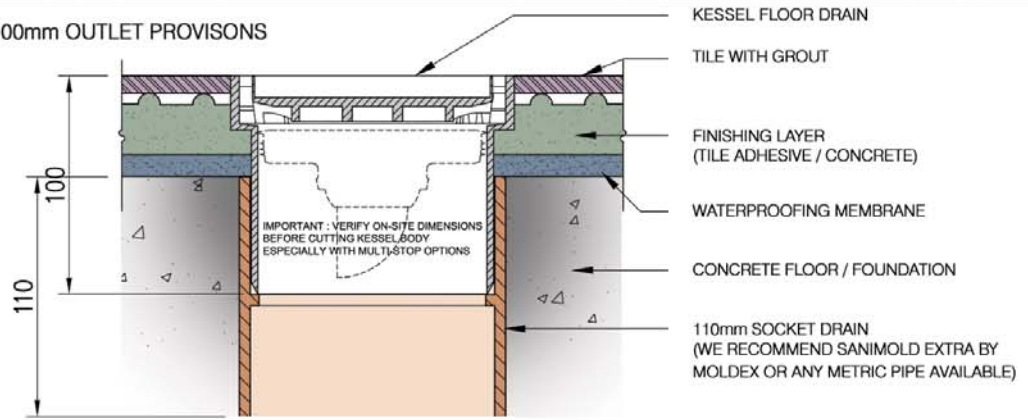 00mm OUTLET PROVISONS
KESSEL FLOOR DRAIN
TILE WITH GROUT
FINISHING LAYER
(TILE ADHESIVE / CONCRETE)
WATERPROOFING MEMBRANE
CONCRETE FLOOR / FOUNDATION
110mm SOCKET DRAIN
(WE RECOMMEND SANIMOLD EXTRA BY
MOLDEX OR ANY METRIC PIPE AVAILABLE)
100
110
IMPORTANT : VERIFY ON-SITE DIMENSIONS
BEFORE CUTTING KESSEL BODY
ESPECIALLY WITH MULTI-STOP OPTIONS